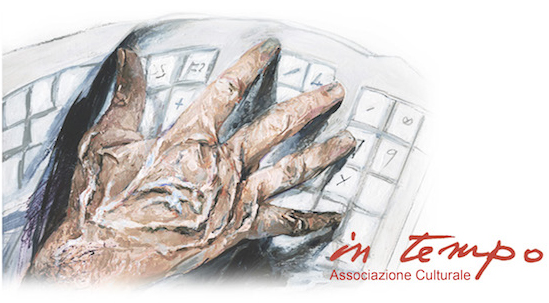 in tempo
Associazione Culturale